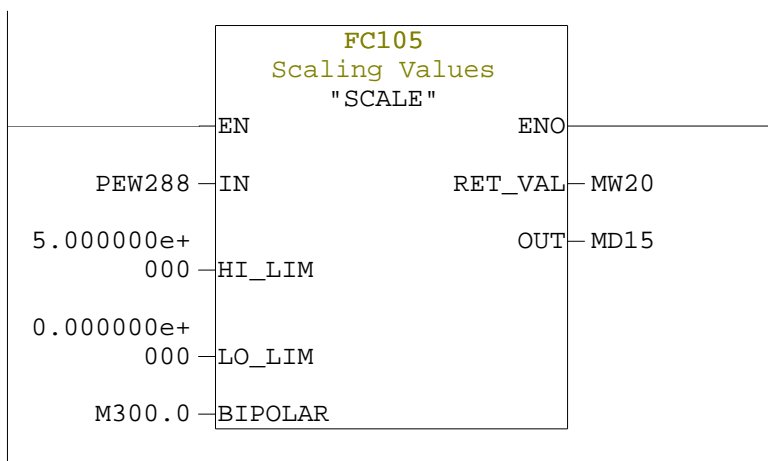 FC105
Scaling Values
"SCALE"
EN ENO
PEW288 IN RET_VAL MW20
5.000000e+ OUT MD15
000 HI_LIM
0.000000e+
000 LO_LIM
M300.0 BIPOLAR